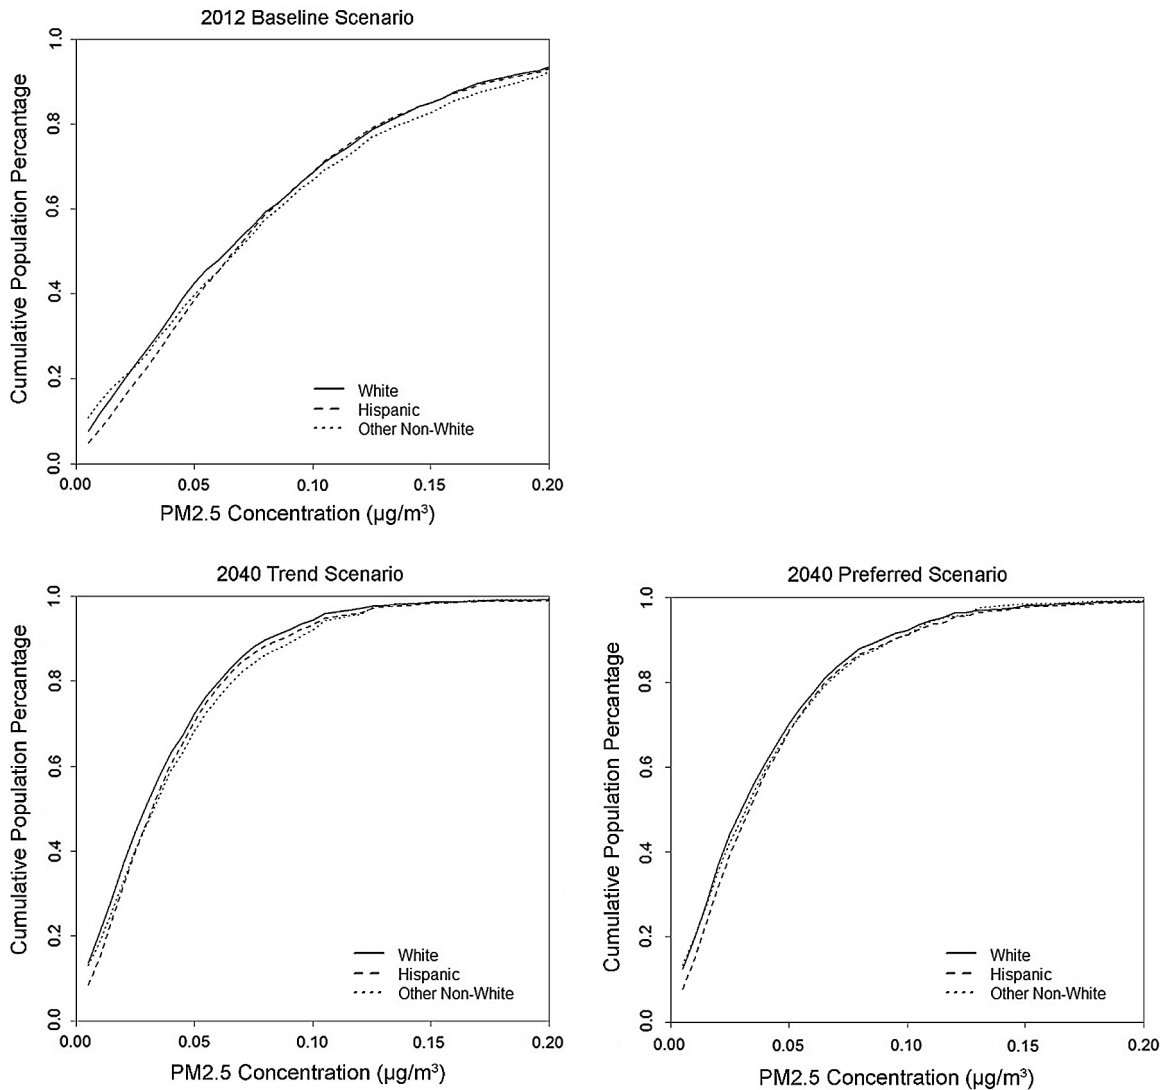 2012 Baseline Scenario
Cumulative Population Percentage
1.0
0.8
0.6
0.4
0.2
0.0
White
Hispanic
Other Non-White
0.00 0.05 0.10 0.15 0.20
PM2.5 Concentration (µg/m³)
2040 Trend Scenario
Cumulative Population Percentage
1.0
0.8
0.6
0.4
0.2
0.0
White
Hispanic
Other Non-White
0.00 0.05 0.10 0.15 0.20
PM2.5 Concentration (µg/m³)
2040 Preferred Scenario
Cumulative Population Percentage
1.0
0.8
0.6
0.4
0.2
0.0
White
Hispanic
Other Non-White
0.00 0.05 0.10 0.15 0.20
PM2.5 Concentration (µg/m³)